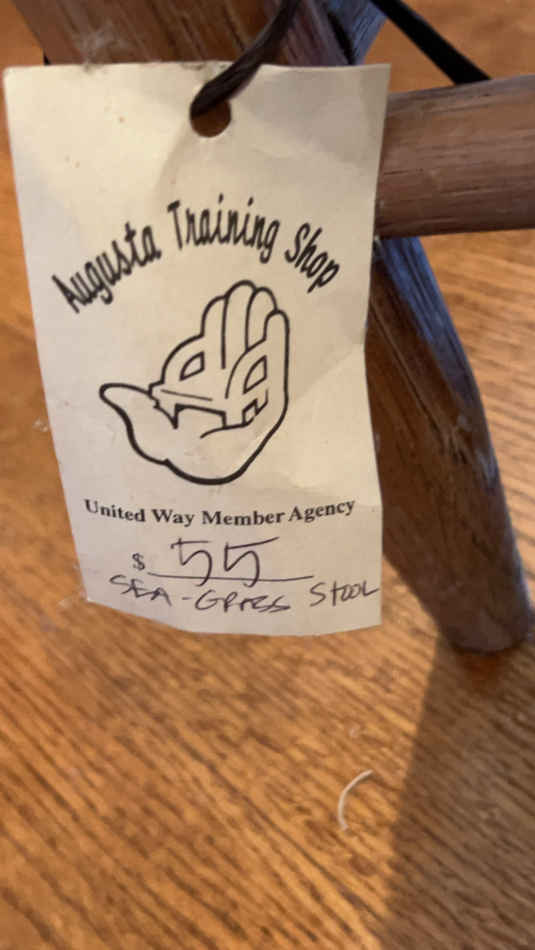 Augusta Training Shop
United Way Member Agency
$ 55
SEA-GRASS STOOL